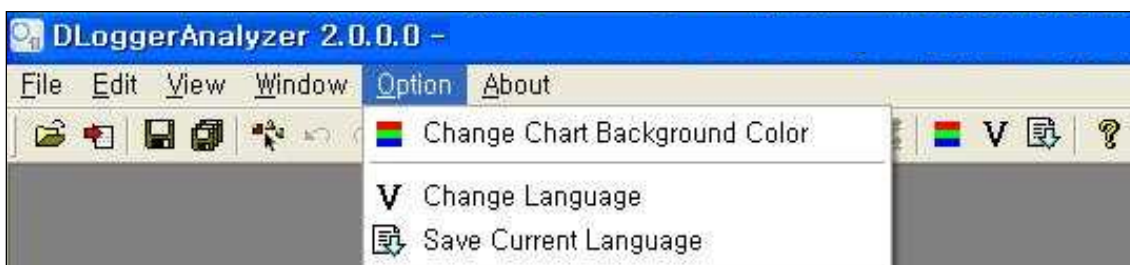 DLoggerAnalyzer 2.0.0.0 -
File Edit View Window Option About
Change Chart Background Color
V Change Language
Save Current Language